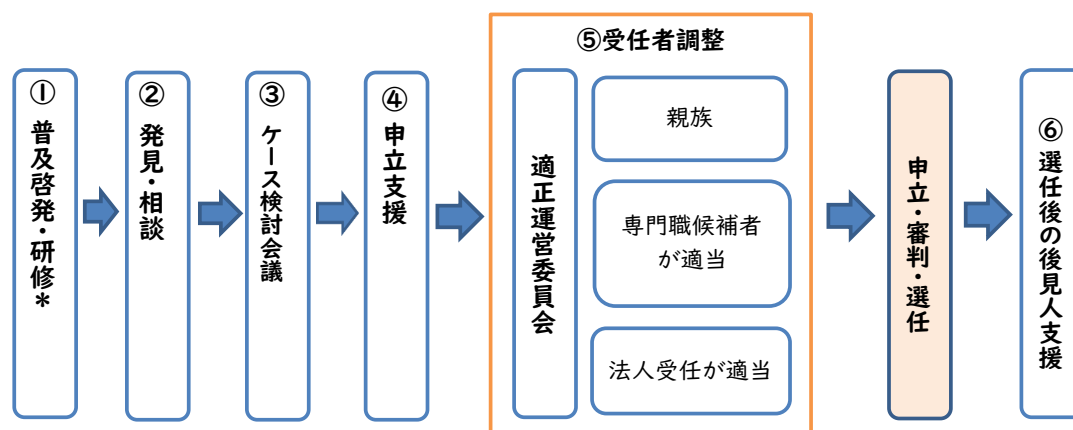 ①普及啓発・研修*
②発見・相談
③ケース検討会議
④申立支援
⑤受任者調整
適正運営委員会
親族
専門職候補者
が適当
法人受任が適当
申立・審判・選任
⑥選任後の後見人支援